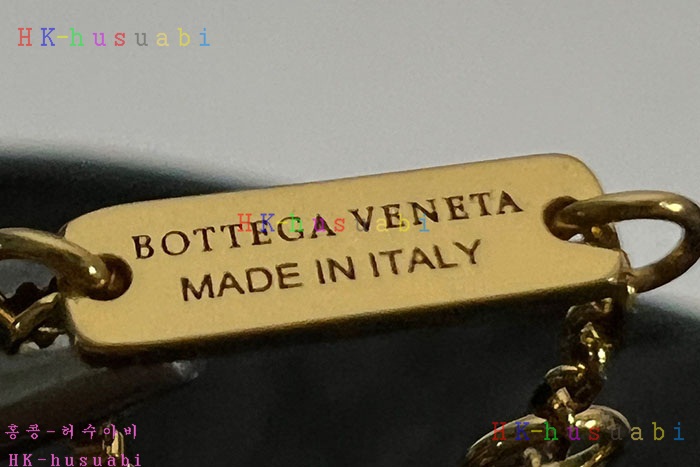 HK-husuabi
BOTTEGA VENETA
HK-husuabi
MADE IN ITALY
홍콩-허수아비
HK-husuabi
HK-husuabi